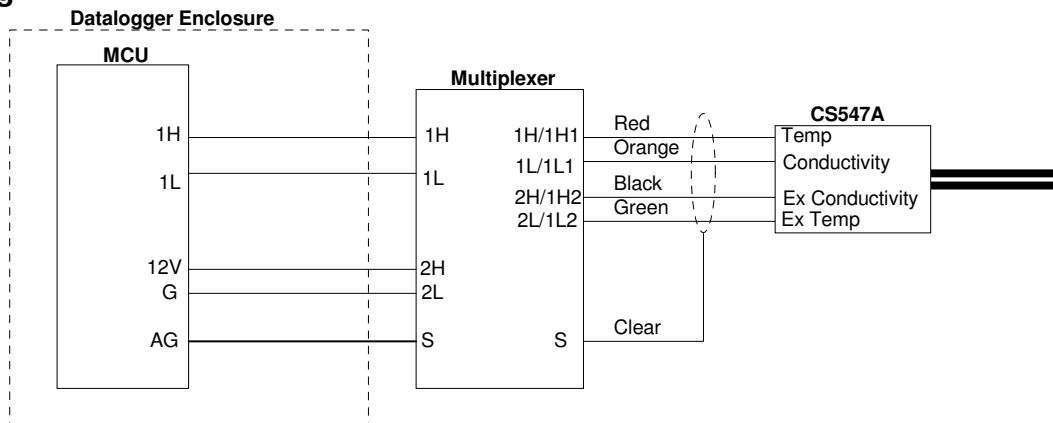 g
Datalogger Enclosure
MCU
Multiplexer
CS547A
1H
1L
12V
G
AG
1H
1L
2H
2L
S
1H/1H1
1L/1L1
2H/1H2
2L/1L2
S
Red
Orange
Black
Green
Clear
Temp
Conductivity
Ex Conductivity
Ex Temp